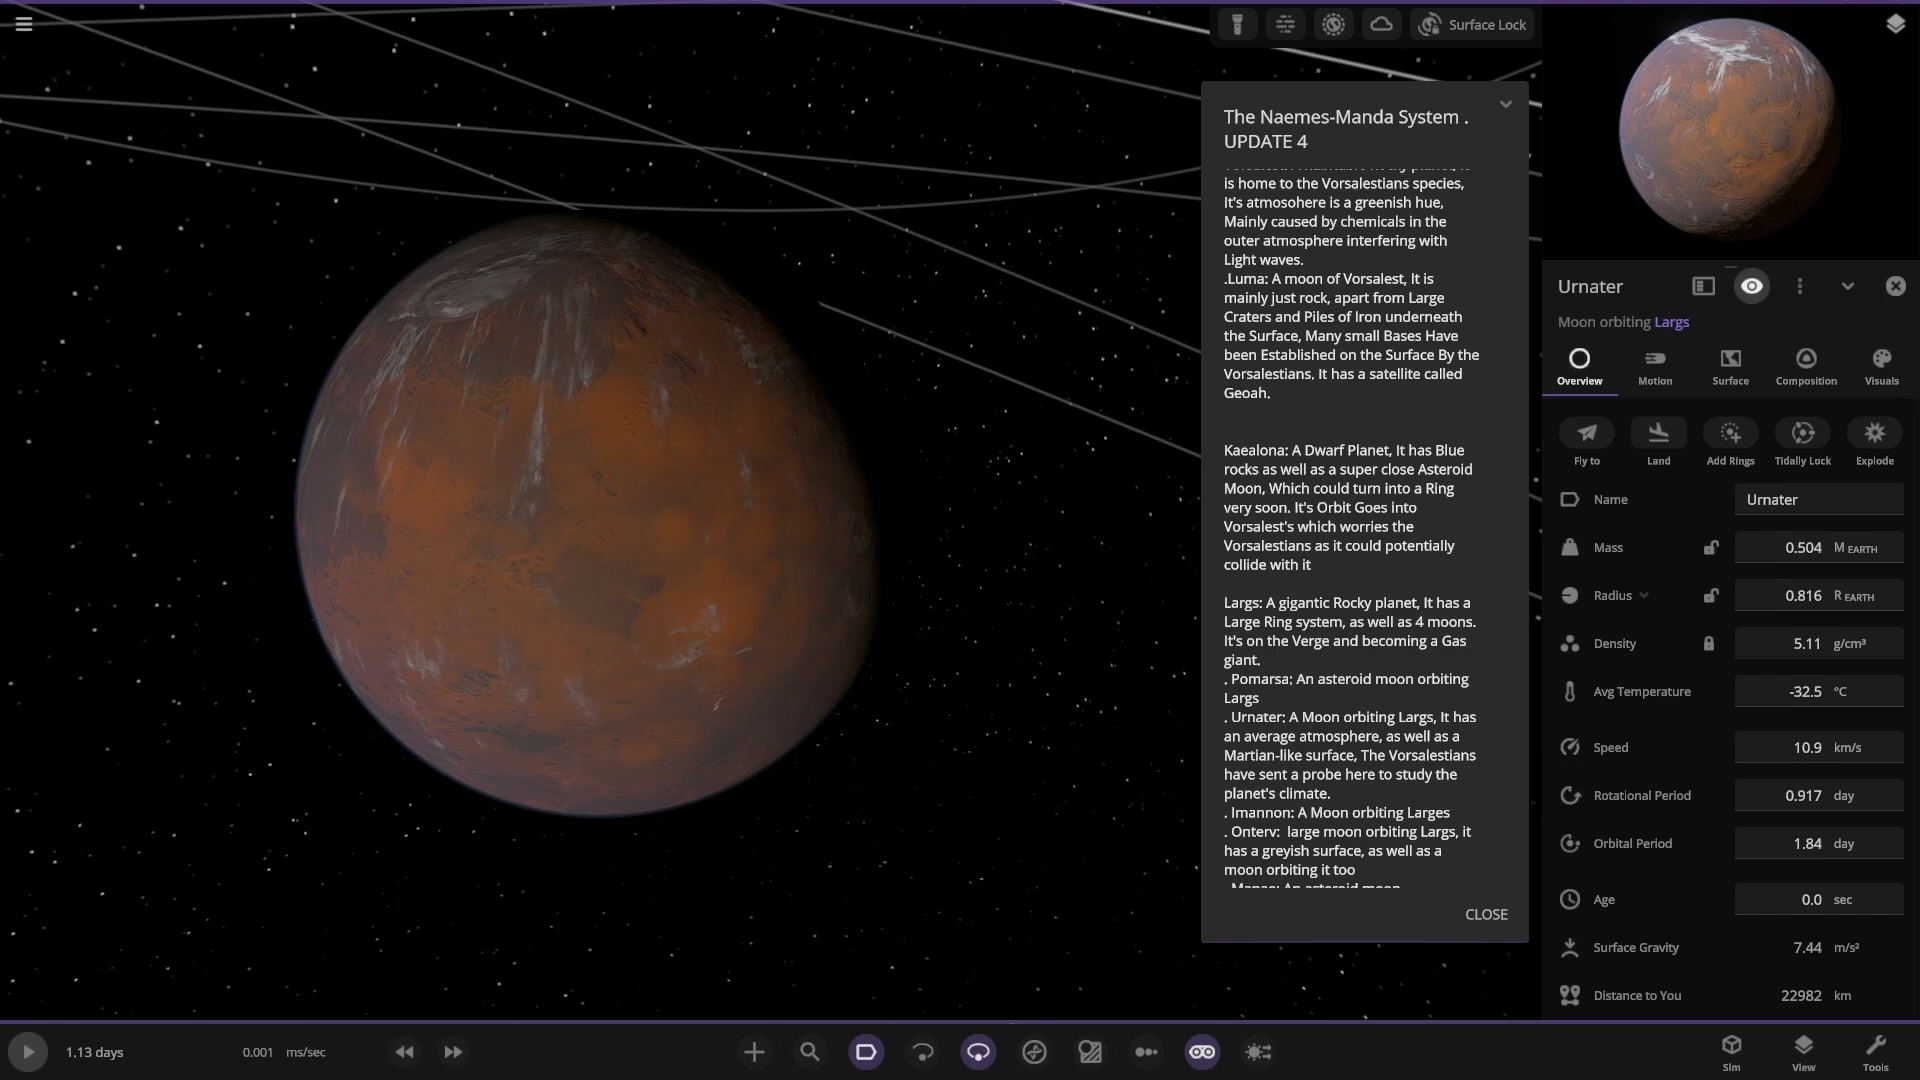 Surface Lock
The Naemes-Manda System .
UPDATE 4
is home to the Vorsalestians species,
It's atmosohere is a greenish hue,
Mainly caused by chemicals in the
outer atmosphere interfering with
Light waves.
.Luma: A moon of Vorsalest, It is
mainly just rock, apart from Large
Craters and Piles of Iron underneath
the Surface, Many small Bases Have
been Established on the Surface By the
Vorsalestians. It has a satellite called
Geoah.
Kaealona: A Dwarf Planet, It has Blue
rocks as well as a super close Asteroid
Moon, Which could turn into a Ring
very soon. It's Orbit Goes into
Vorsalest's which worries the
Vorsalestians as it could potentially
collide with it
Largs: A gigantic Rocky planet, It has a
Large Ring system, as well as 4 moons.
It's on the Verge and becoming a Gas
giant.
. Pomarsa: An asteroid moon orbiting
Largs
. Urnater: A Moon orbiting Largs, It has
an average atmosphere, as well as a
Martian-like surface, The Vorsalestians
have sent a probe here to study the
planet's climate.
. Imannon: A Moon orbiting Larges
. Onterv:  large moon orbiting Largs, it
has a greyish surface, as well as a
moon orbiting it too
CLOSE
Urnater
Moon orbiting Largs
Overview Motion Surface Composition Visuals
Fly to Land Add Rings Tidally Lock Explode
Name Urnater
Mass 0.504 M EARTH
Radius 0.816 R EARTH
Density 5.11 g/cm³
Avg Temperature -32.5 °C
Speed 10.9 km/s
Rotational Period 0.917 day
Orbital Period 1.84 day
Age 0.0 sec
Surface Gravity 7.44 m/s²
Distance to You 22982 km
1.13 days 0.001 ms/sec
Sim View Tools